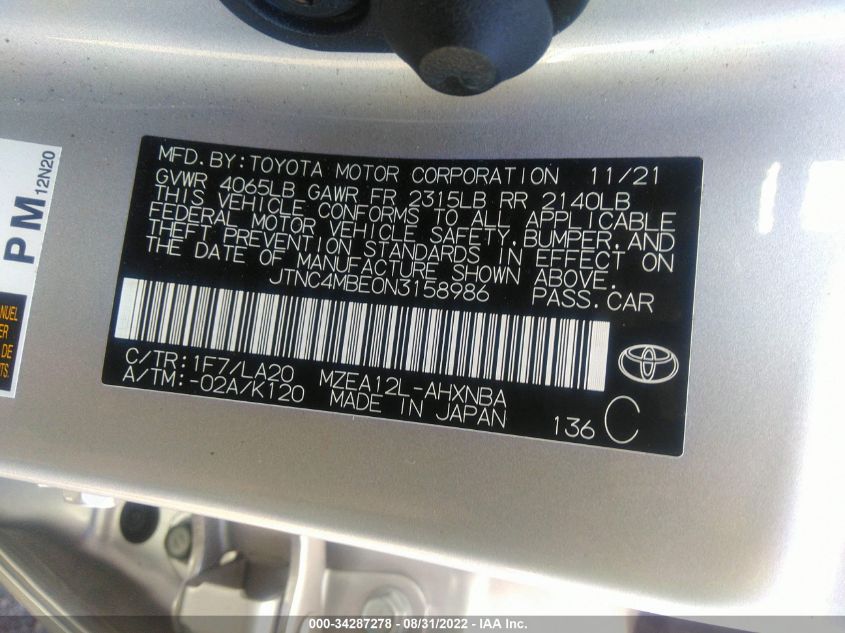 MFD.BY:TOYOTA MOTOR CORPORATION 11/21
GVWR 4065LB GAWR FR 2315LB RR 2140LB
THIS VEHICLE CONFORMS TO ALL APPLICABLE
FEDERAL MOTOR VEHICLE SAFETY, BUMPER, AND
THEFT PREVENTION STANDARDS IN EFFECT ON
THE DATE OF MANUFACTURE SHOWN ABOVE.
JTNC4MBE0N3158986 PASS.CAR
C/TR:1F7/LA20
A/TM:-02A/K120
MZEA12L-AHXNBA
MADE IN JAPAN
136 C
PM 12N20
DE
000-34287278 - 08/31/2022 - IAA Inc.